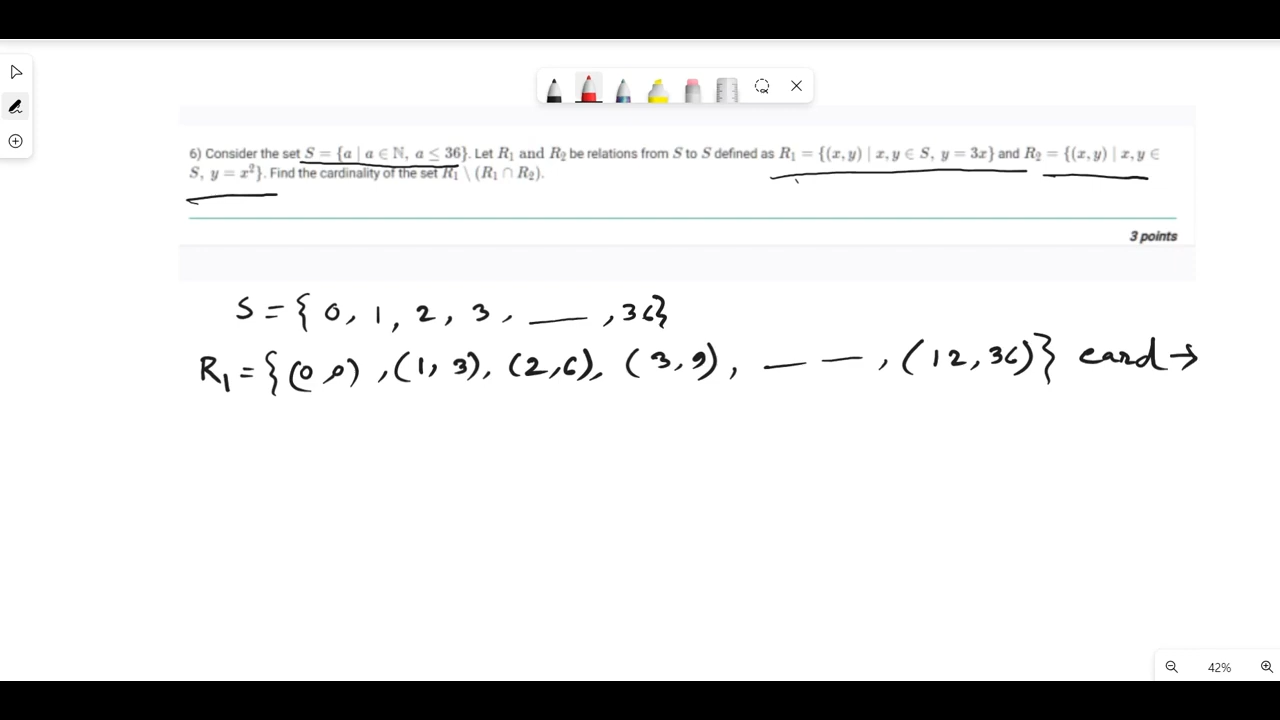 6) Consider the set S = {a | a ∈ ℕ, a ≤ 36}. Let R₁ and R₂ be relations from S to S defined as R₁ = {(x, y) | x, y ∈ S, y = 3x} and R₂ = {(x, y) | x, y ∈
S, y = x²}. Find the cardinality of the set R₁ \ (R₁ ∩ R₂).
3 points
S = { 0, 1, 2, 3, — , 36}
R₁ = {(0,0), (1, 3), (2,6), (3,9), — — , (12,36)} card →
42%